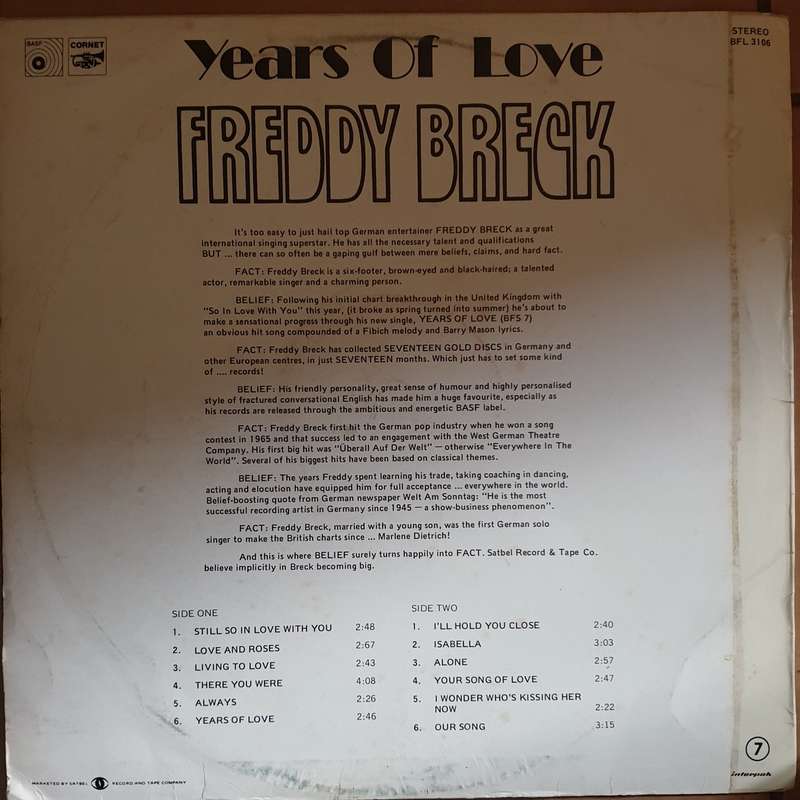 BASF
CORNET
Years Of Love
STEREO
BFL 3106
FREDDY BRECK
It's too easy to just hail top German entertainer FREDDY BRECK as a great
international singing superstar. He has all the necessary talent and qualifications
BUT ... there can so often be a gaping gulf between mere beliefs, claims, and hard fact.
FACT: Freddy Breck is a six-footer, brown-eyed and black-haired; a talented
actor, remarkable singer and a charming person.
BELIEF: Following his initial chart breakthrough in the United Kingdom with
"So In Love With You" this year, (it broke as spring turned into summer) he's about to
make a sensational progress through his new single, YEARS OF LOVE (BFS 7)
an obvious hit song compounded of a Fibich melody and Barry Mason lyrics.
FACT: Freddy Breck has collected SEVENTEEN GOLD DISCS in Germany and
other European centres, in just SEVENTEEN months. Which just has to set some kind
of .... records!
BELIEF: His friendly personality, great sense of humour and highly personalised
style of fractured conversational English has made him a huge favourite, especially as
his records are released through the ambitious and energetic BASF label.
FACT: Freddy Breck first hit the German pop industry when he won a song
contest in 1965 and that success led to an engagement with the West German Theatre
Company. His first big hit was "Überall Auf Der Welt" — otherwise "Everywhere In The
World". Several of his biggest hits have been based on classical themes.
BELIEF: The years Freddy spent learning his trade, taking coaching in dancing,
acting and elocution have equipped him for full acceptance ... everywhere in the world.
Belief-boosting quote from German newspaper Welt Am Sonntag: "He is the most
successful recording artist in Germany since 1945 — a show-business phenomenon".
FACT: Freddy Breck, married with a young son, was the first German solo
singer to make the British charts since ... Marlene Dietrich!
And this is where BELIEF surely turns happily into FACT. Satbel Record & Tape Co.
believe implicitly in Breck becoming big.
SIDE ONE
1. STILL SO IN LOVE WITH YOU 2:48
2. LOVE AND ROSES 2:67
3. LIVING TO LOVE 2:43
4. THERE YOU WERE 4:08
5. ALWAYS 2:26
6. YEARS OF LOVE 2:46
SIDE TWO
1. I'LL HOLD YOU CLOSE 2:40
2. ISABELLA 3:03
3. ALONE 2:57
4. YOUR SONG OF LOVE 2:47
5. I WONDER WHO'S KISSING HER
NOW 2:22
6. OUR SONG 3:15
MARKETED BY SATBEL RECORD AND TAPE COMPANY
7
interpak